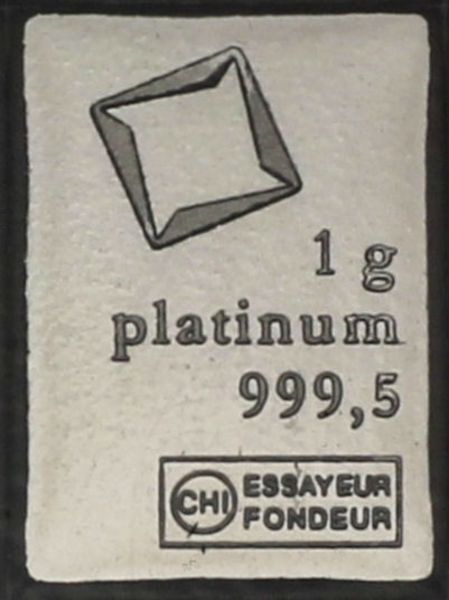 1 g
platinum
999,5
CHI ESSAYEUR
FONDEUR